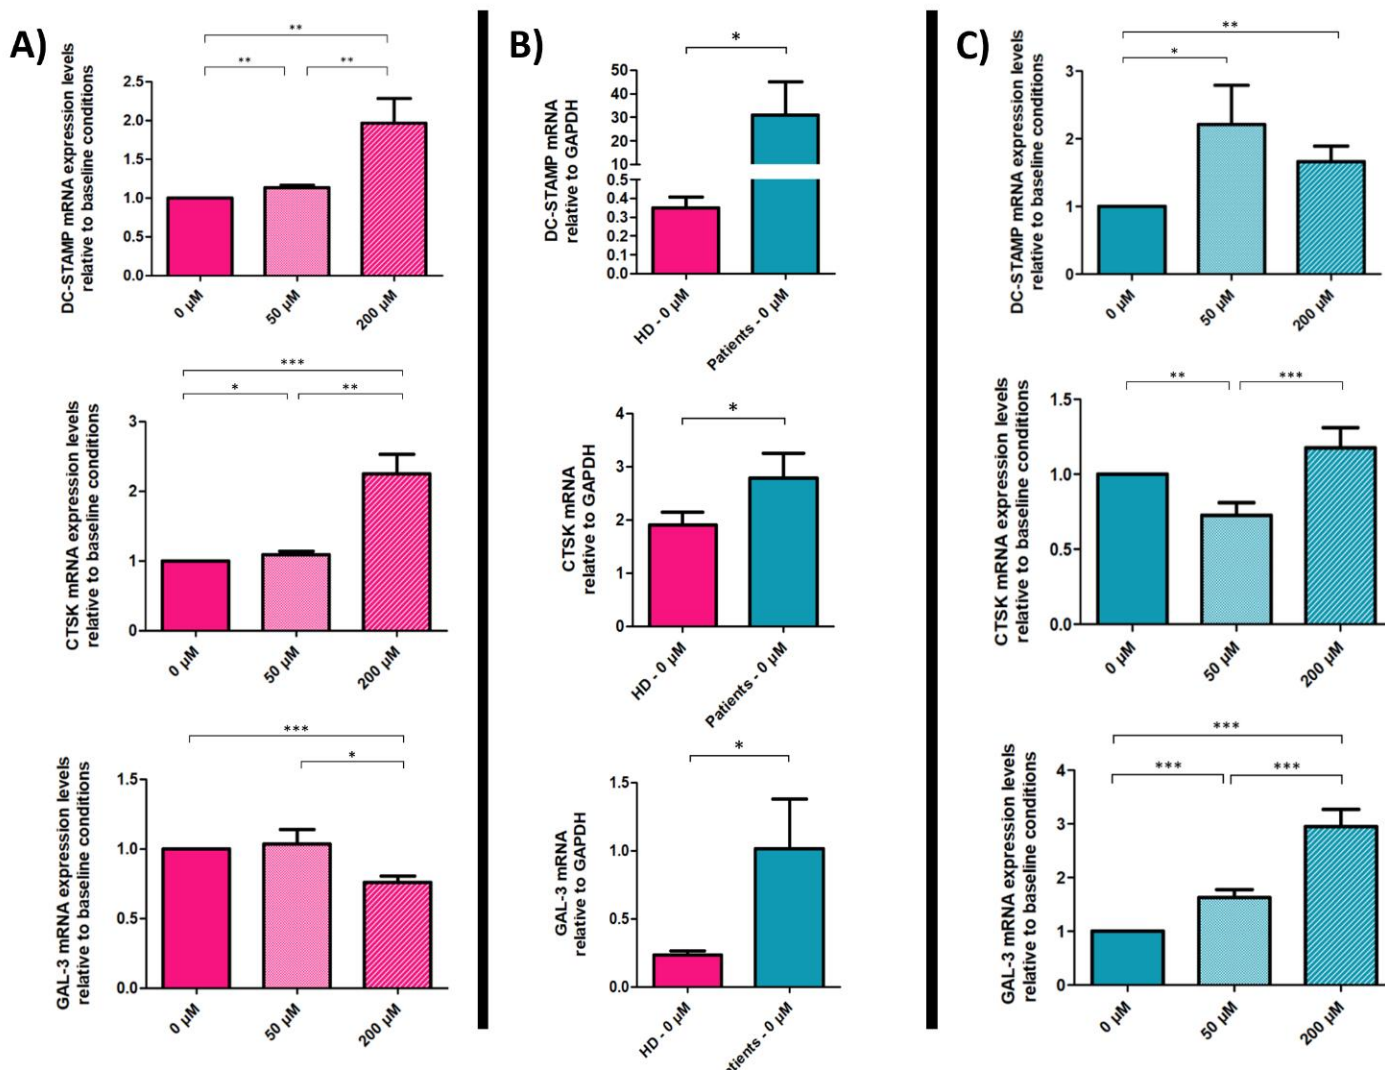 A)
**
** **
DC-STAMP mRNA expression levels
relative to baseline conditions
2.5
2.0
1.5
1.0
0.5
0.0
0 µM
50 µM
200 µM
***
* **
CTSK mRNA expression levels
relative to baseline conditions
3
2
1
0
0 µM
50 µM
200 µM
***
*
GAL-3 mRNA expression levels
relative to baseline conditions
1.5
1.0
0.5
0.0
0 µM
50 µM
200 µM
B)
*
DC-STAMP mRNA
relative to GAPDH
50
40
30
20
10
0.5
0.4
0.3
0.2
0.1
0.0
HD - 0 µM
Patients - 0 µM
*
CTSK mRNA
relative to GAPDH
4
3
2
1
0
HD - 0 µM
Patients - 0 µM
*
GAL-3 mRNA
relative to GAPDH
1.5
1.0
0.5
0.0
HD - 0 µM
atients - 0 µM
C)
**
*
DC-STAMP mRNA expression levels
relative to baseline conditions
3
2
1
0
0 µM
50 µM
200 µM
** ***
CTSK mRNA expression levels
relative to baseline conditions
1.5
1.0
0.5
0.0
0 µM
50 µM
200 µM
***
*** ***
GAL-3 mRNA expression levels
relative to baseline conditions
4
3
2
1
0
0 µM
50 µM
200 µM